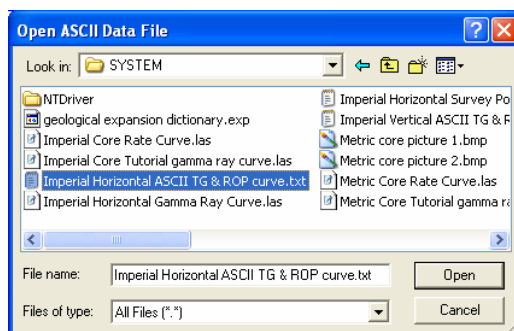 Open ASCII Data File
Look in: SYSTEM
NTDriver
geological expansion dictionary.exp
Imperial Core Rate Curve.las
Imperial Core Tutorial gamma ray curve.las
Imperial Horizontal ASCII TG & ROP curve.txt
Imperial Horizontal Gamma Ray Curve.las
Imperial Horizontal Survey Po
Imperial Vertical ASCII TG & R
Metric core picture 1.bmp
Metric core picture 2.bmp
Metric Core Rate Curve.las
Metric Core Tutorial gamma ra
File name: Imperial Horizontal ASCII TG & ROP curve.txt Open
Files of type: All Files (*.*) Cancel